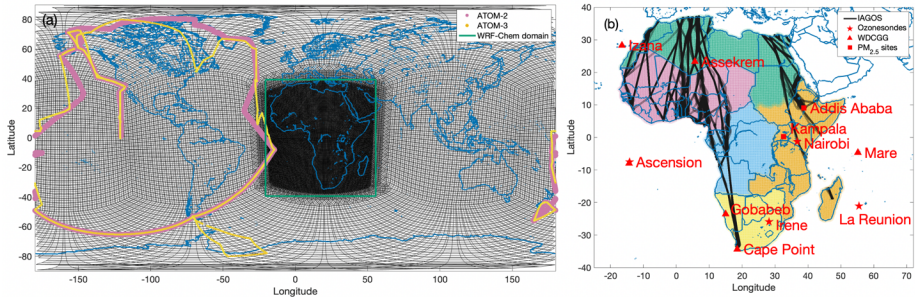 (a)
ATOM-2
ATOM-3
WRF-Chem domain
Latitude
80
60
40
20
0
-20
-40
-60
-80
-150
-100
-50
0
50
100
150
Longitude
(b)
IAGOS
Ozonesondes
WDCGG
PM2.5 sites
Latitude
40
30
20
10
0
-10
-20
-30
-40
Izana
Assekrem
Addis Ababa
Kampala
Nairobi
Mare
Ascension
La Reunion
Gobabeb
Irene
Cape Point
-20
-10
0
10
20
30
40
50
60
70
Longitude